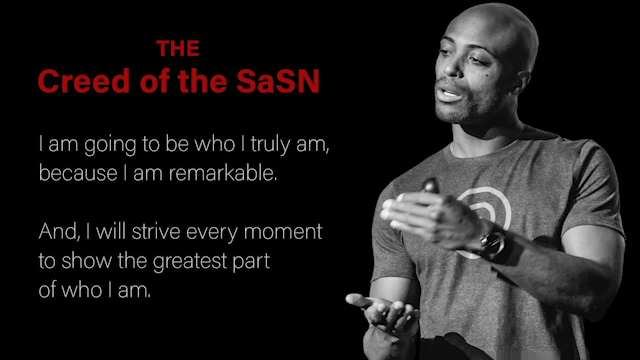 THE
Creed of the SaSN
I am going to be who I truly am,
because I am remarkable.
And, I will strive every moment
to show the greatest part
of who I am.